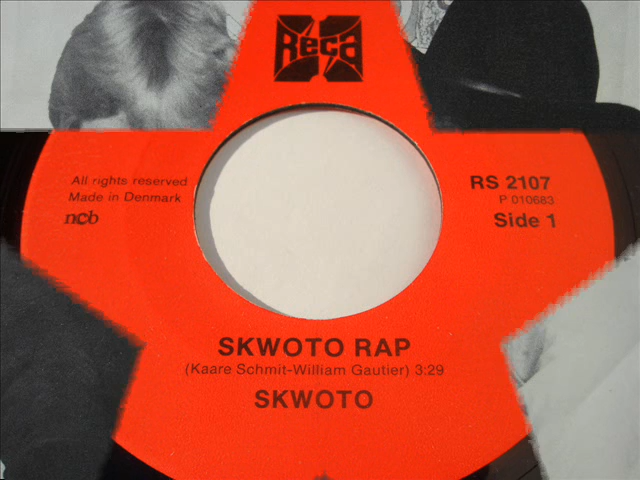 Reca
All rights reserved
Made in Denmark
ncb
RS 2107
P 010683
Side 1
SKWOTO RAP
(Kaare Schmit-William Gautier) 3:29
SKWOTO